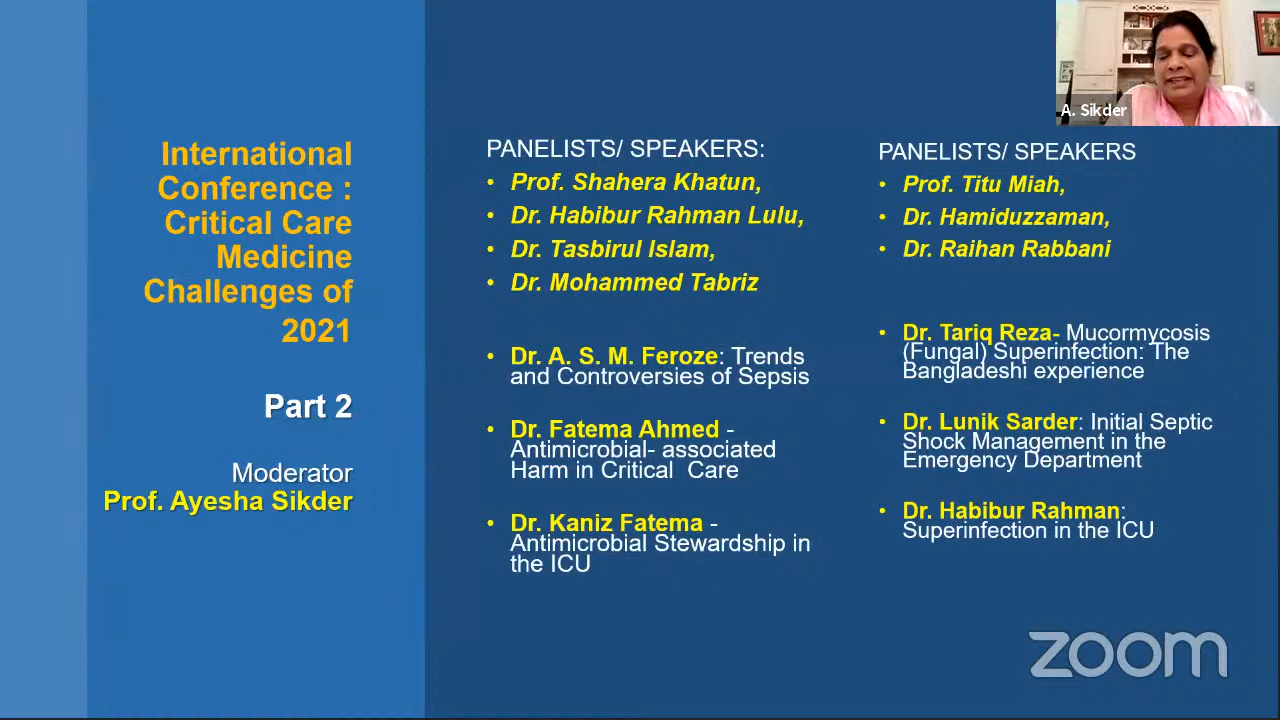 International
Conference :
Critical Care
Medicine
Challenges of
2021
Part 2
Moderator
Prof. Ayesha Sikder
PANELISTS/ SPEAKERS:
• Prof. Shahera Khatun,
• Dr. Habibur Rahman Lulu,
• Dr. Tasbirul Islam,
• Dr. Mohammed Tabriz
• Dr. A. S. M. Feroze: Trends
and Controversies of Sepsis
• Dr. Fatema Ahmed -
Antimicrobial- associated
Harm in Critical Care
• Dr. Kaniz Fatema -
Antimicrobial Stewardship in
the ICU
PANELISTS/ SPEAKERS
• Prof. Titu Miah,
• Dr. Hamiduzzaman,
• Dr. Raihan Rabbani
• Dr. Tariq Reza- Mucormycosis
(Fungal) Superinfection: The
Bangladeshi experience
• Dr. Lunik Sarder: Initial Septic
Shock Management in the
Emergency Department
• Dr. Habibur Rahman:
Superinfection in the ICU
A. Sikder
zoom